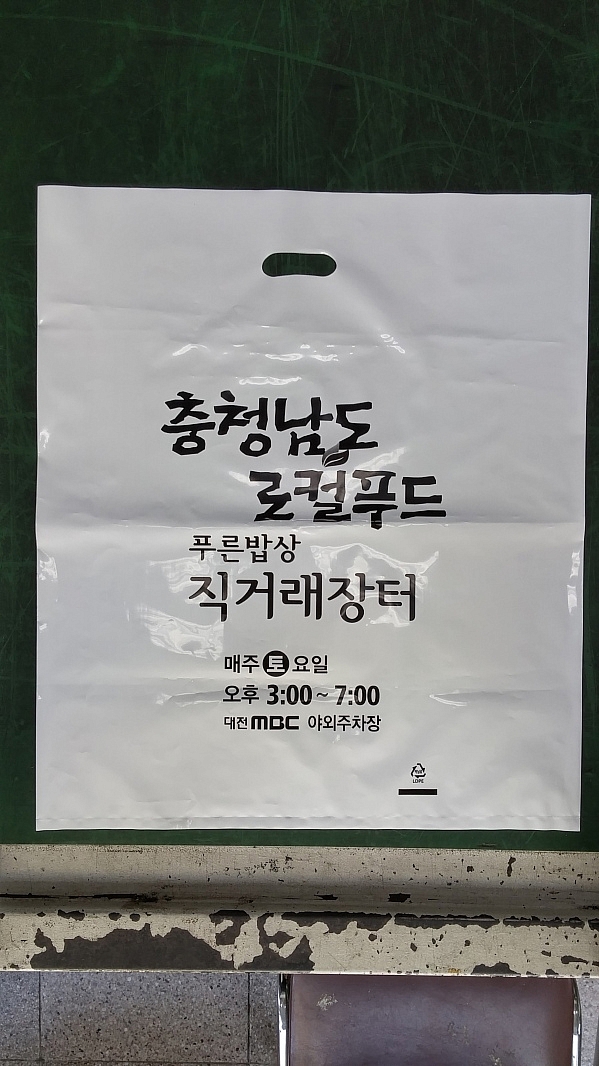 충청남도
로컬푸드
푸른밥상
직거래장터
매주 토요일
오후 3:00 ~ 7:00
대전 MBC 야외주차장
LDPE